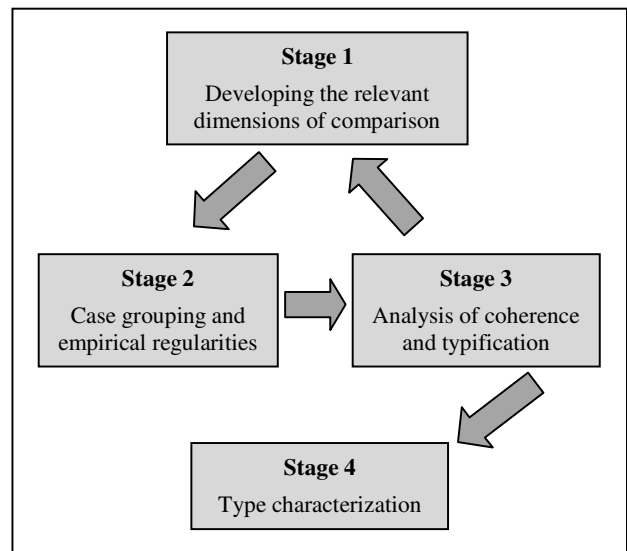 Stage 1
Developing the relevant
dimensions of comparison
Stage 2
Case grouping and
empirical regularities
Stage 3
Analysis of coherence
and typification
Stage 4
Type characterization